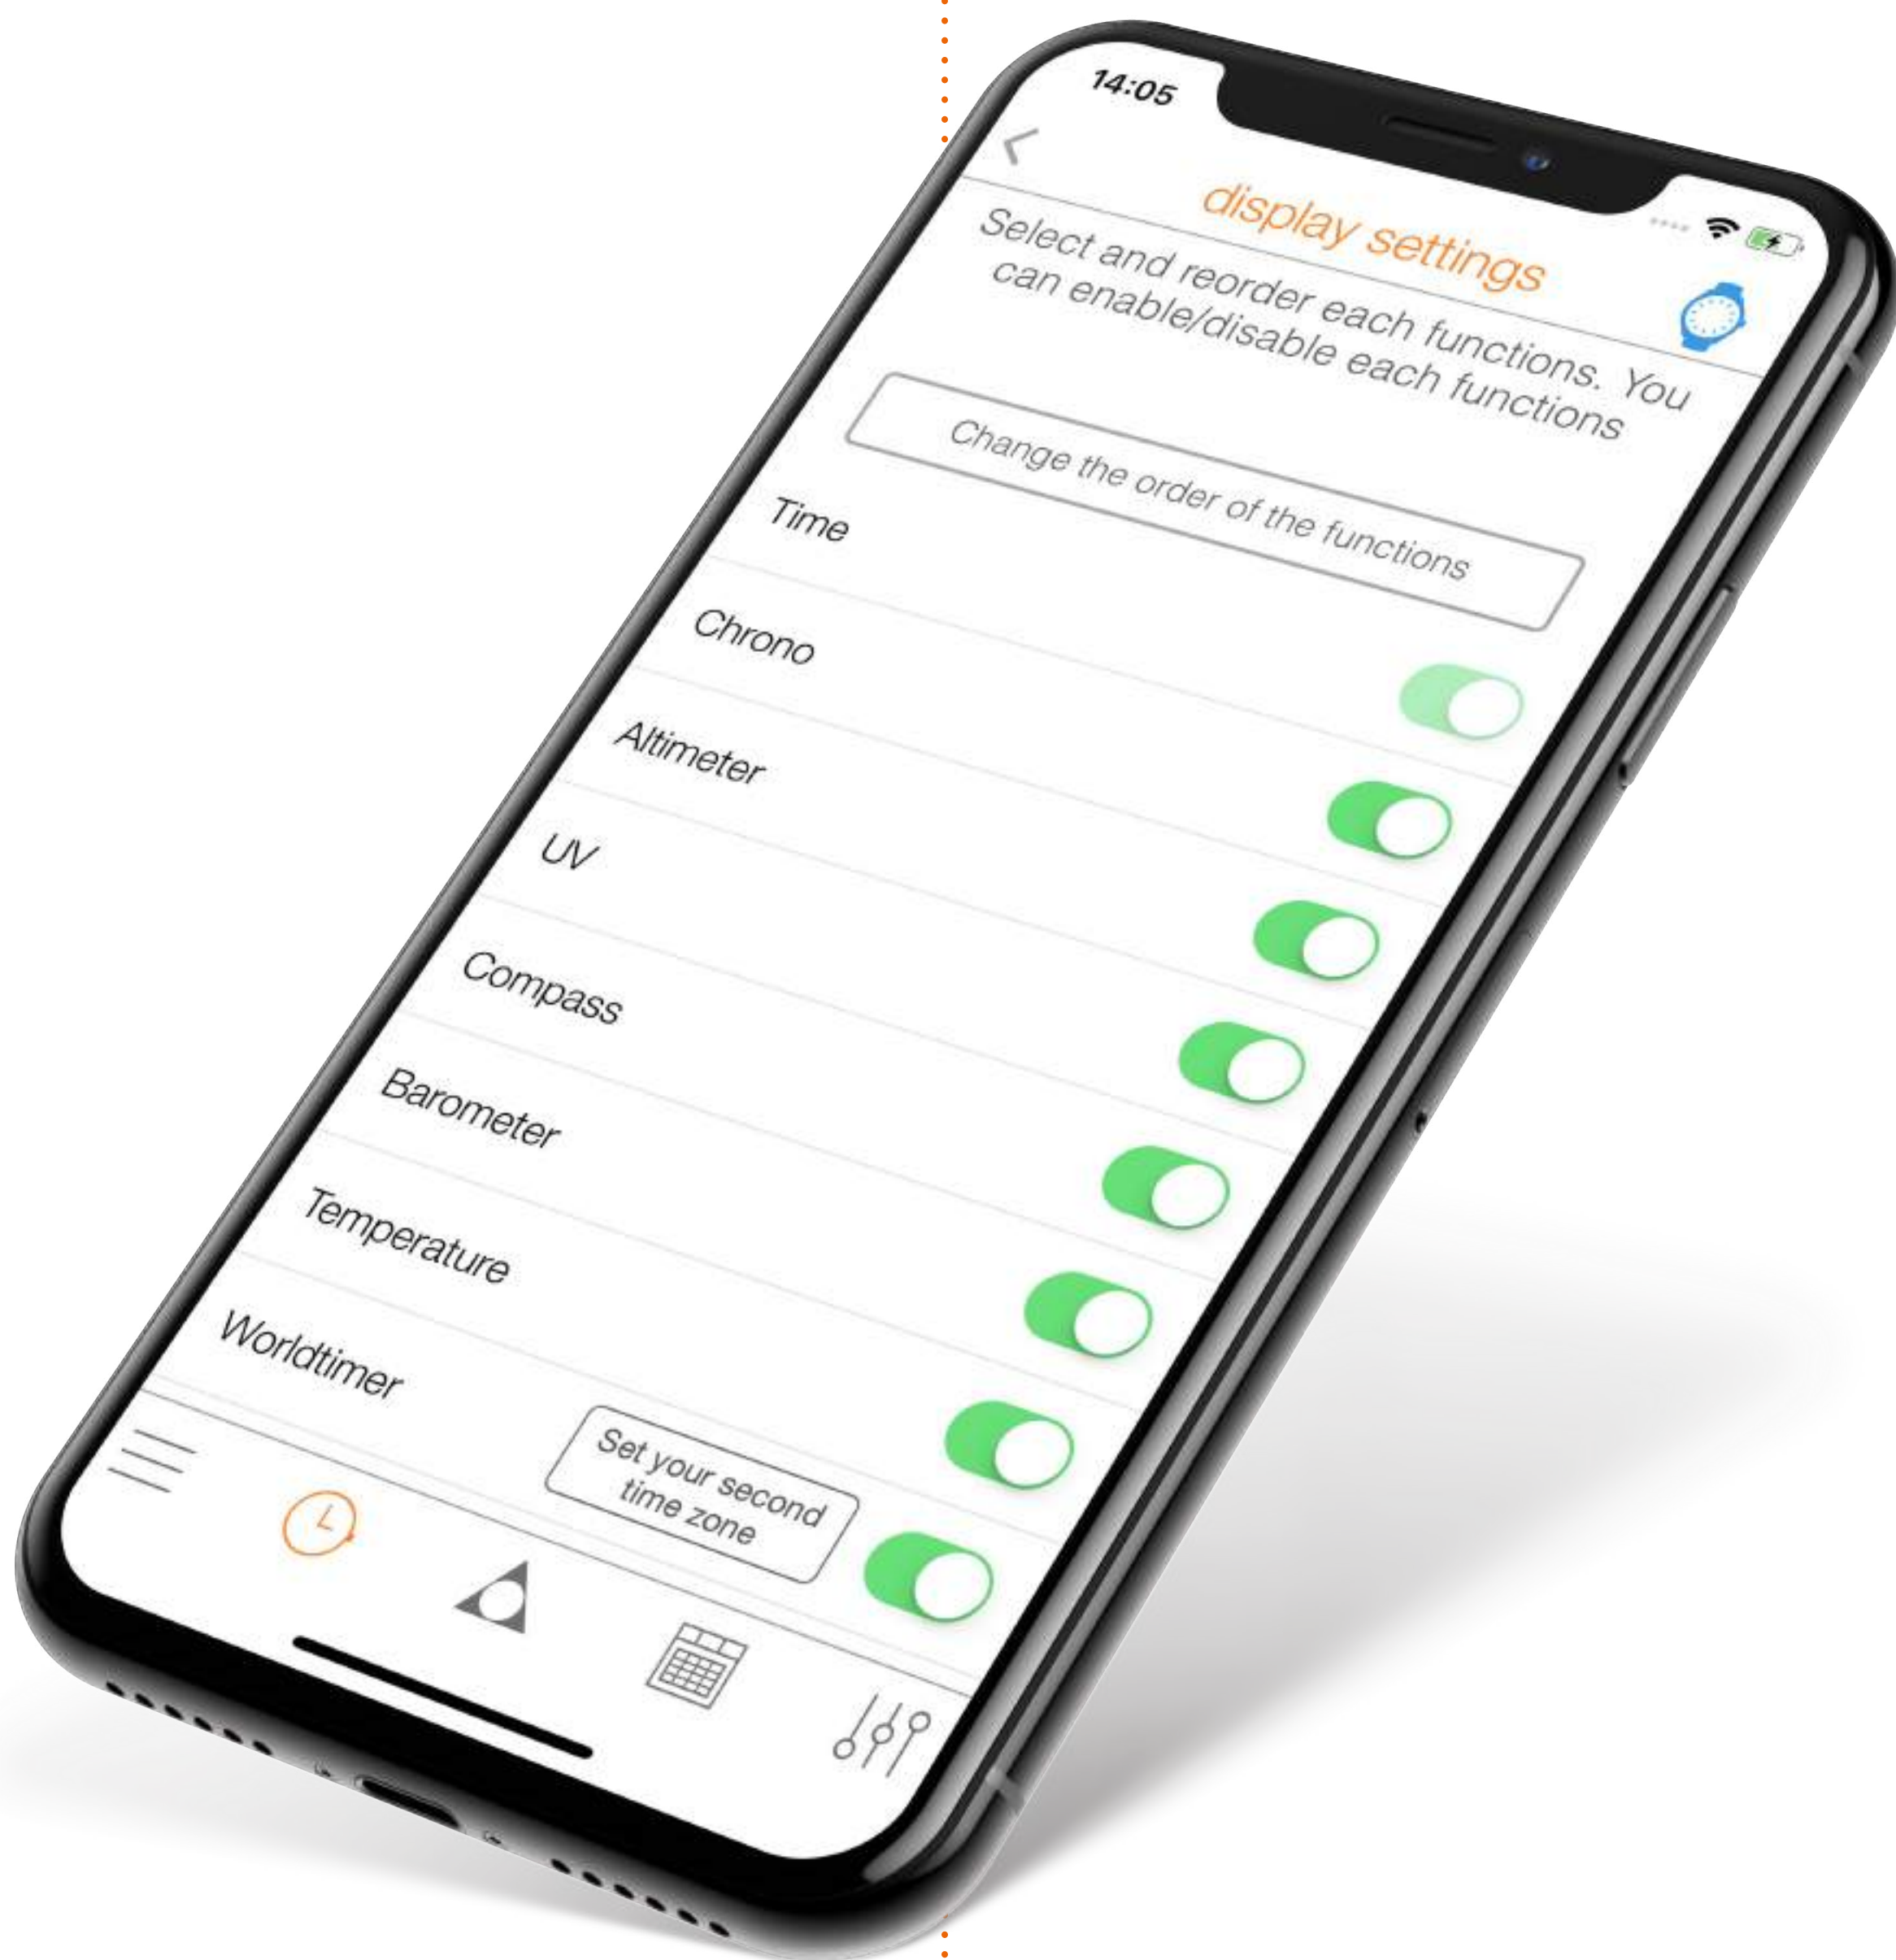 14:05
display settings
Select and reorder each functions. You
can enable/disable each functions
Change the order of the functions
Time
Chrono
Altimeter
UV
Compass
Barometer
Temperature
Worldtimer
Set your second
time zone